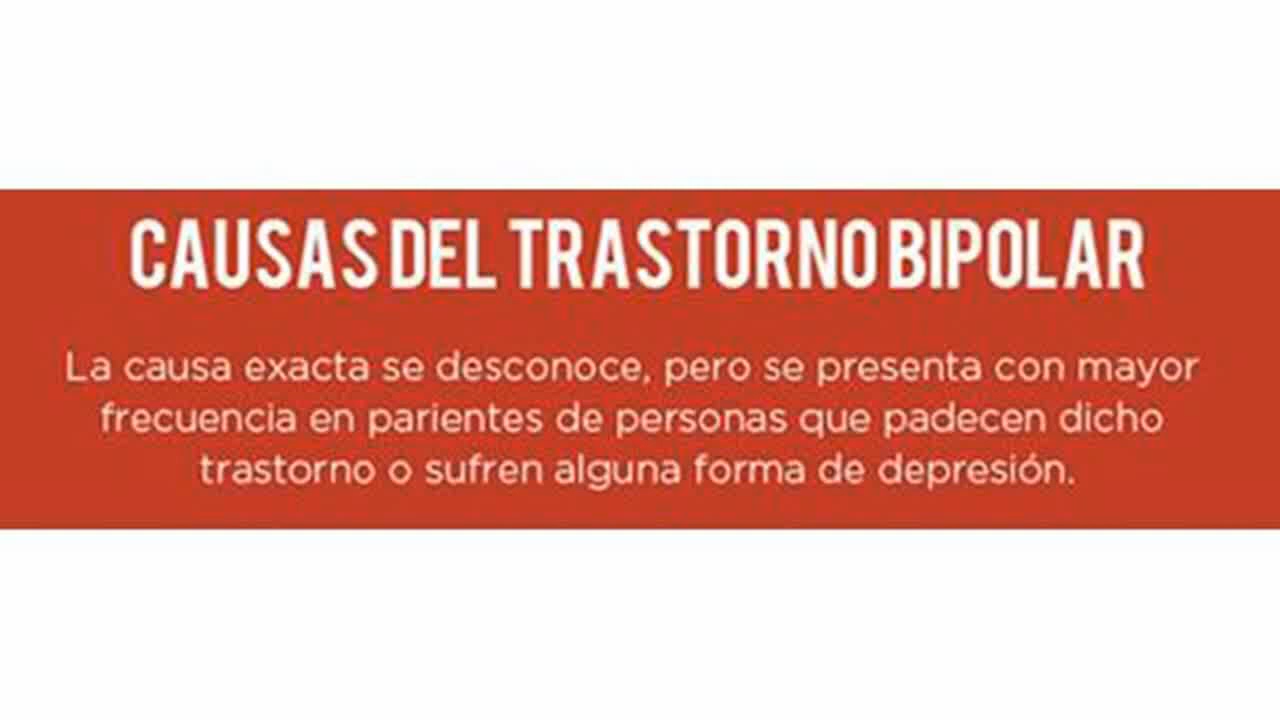 CAUSAS DEL TRASTORNO BIPOLAR
La causa exacta se desconoce, pero se presenta con mayor
frecuencia en parientes de personas que padecen dicho
trastorno o sufren alguna forma de depresión.